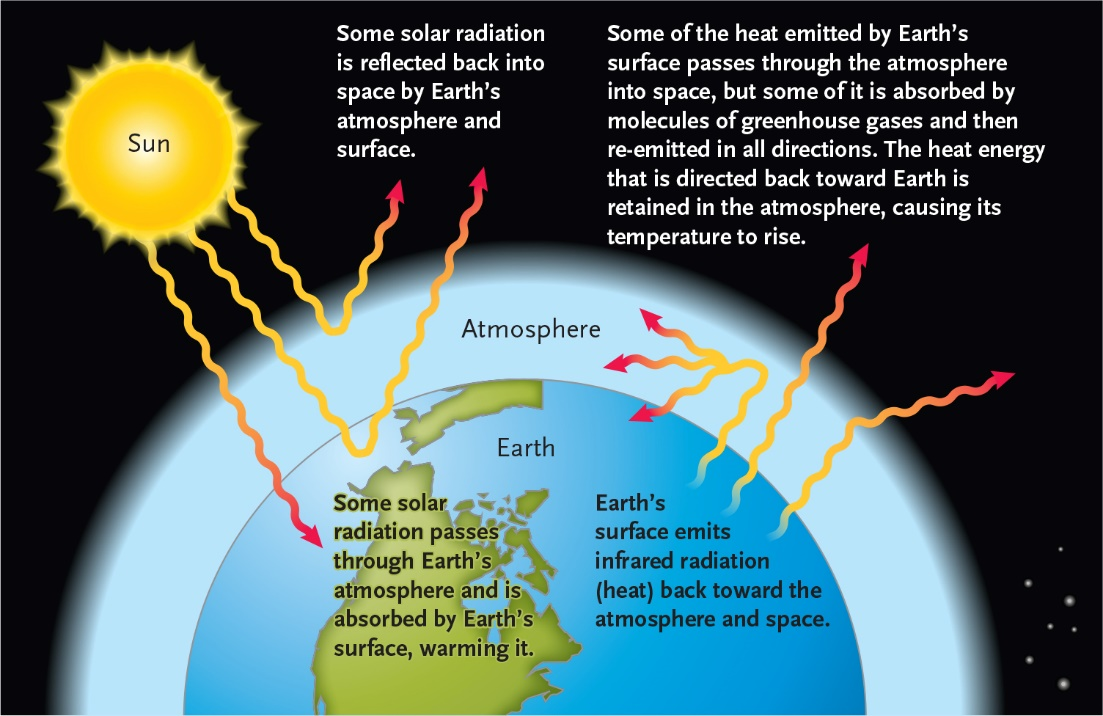 Sun
Some solar radiation
is reflected back into
space by Earth's
atmosphere and
surface.
Some of the heat emitted by Earth's
surface passes through the atmosphere
into space, but some of it is absorbed by
molecules of greenhouse gases and then
re-emitted in all directions. The heat energy
that is directed back toward Earth is
retained in the atmosphere, causing its
temperature to rise.
Atmosphere
Earth
Some solar
radiation passes
through Earth's
atmosphere and is
absorbed by Earth's
surface, warming it.
Earth's
surface emits
infrared radiation
(heat) back toward the
atmosphere and space.